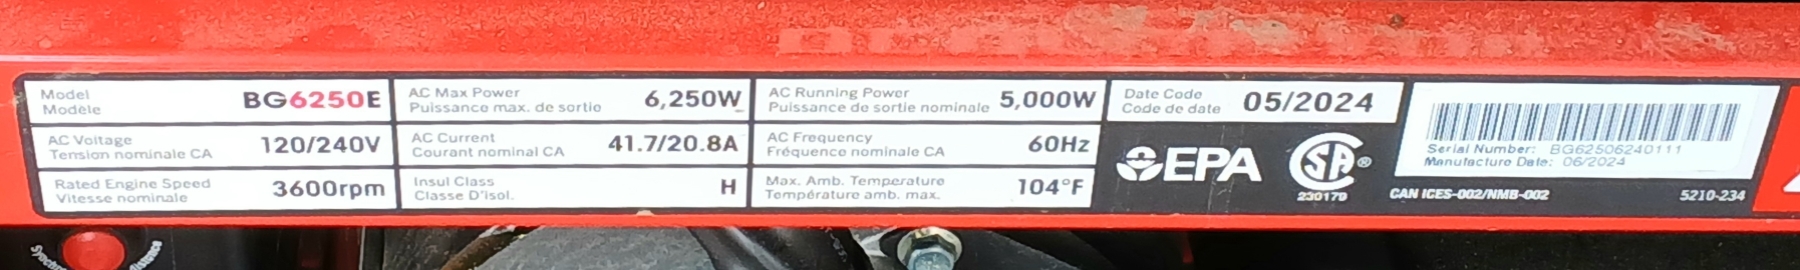 Model
Modèle
BG6250E
AC Max Power
Puissance max. de sortie
6,250W
AC Running Power
Puissance de sortie nominale
5,000W
Date Code
Code de date
05/2024
AC Voltage
Tension nominale CA
120/240V
AC Current
Courant nominal CA
41.7/20.8A
AC Frequency
Fréquence nominale CA
60Hz
Rated Engine Speed
Vitesse nominale
3600rpm
Insul Class
Classe D'isol.
H
Max. Amb. Temperature
Température amb. max.
104°F
EPA
SA®
230179
Serial Number: BG62506240111
Manufacture Date: 06/2024
CAN ICES-002/NMB-002
5210-234